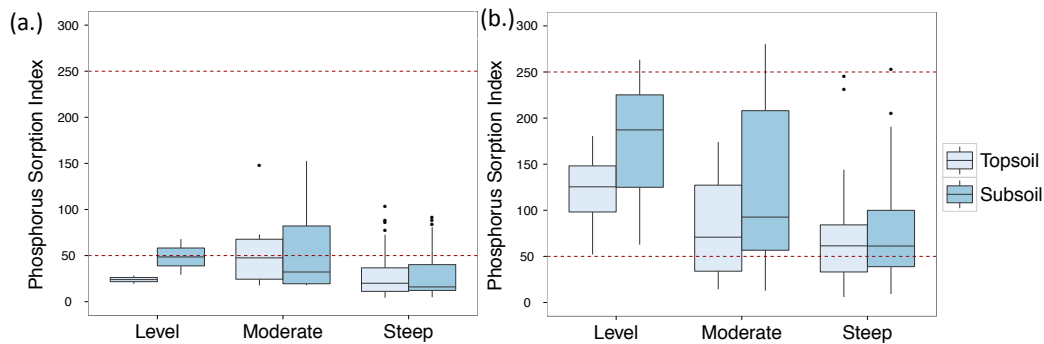 (a.)
Phosphorus Sorption Index
300
250
200
150
100
50
0
Level Moderate Steep
(b.)
Phosphorus Sorption Index
300
250
200
150
100
50
0
Level Moderate Steep
Topsoil
Subsoil